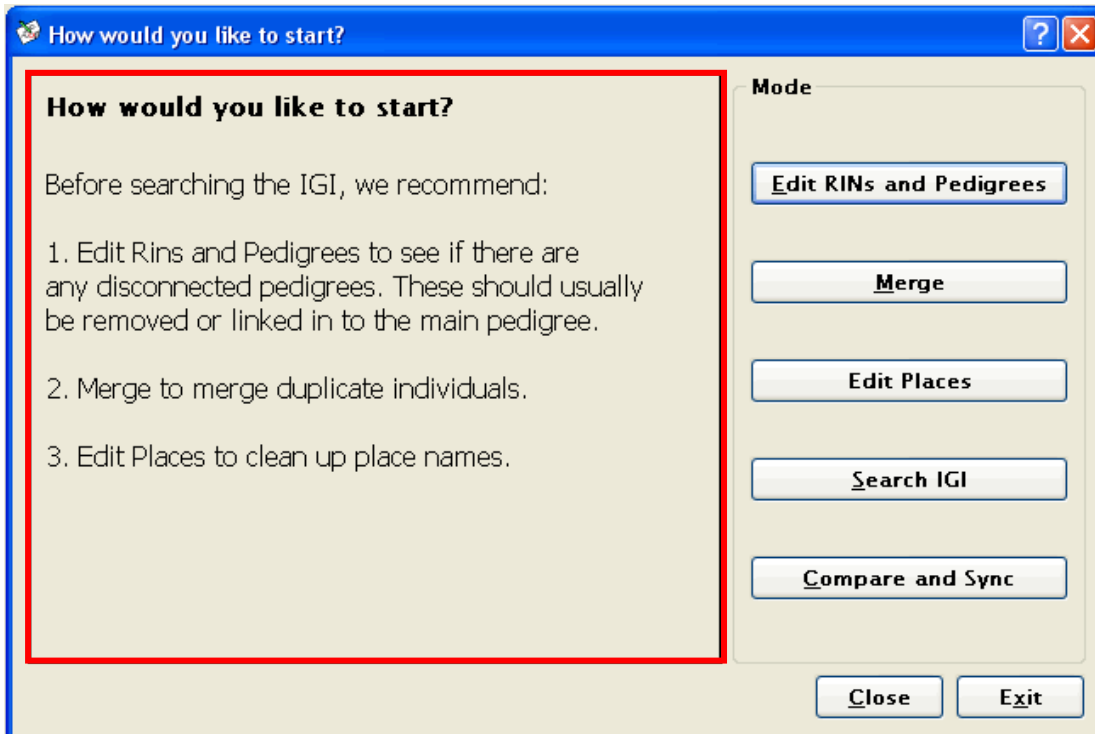 How would you like to start?
How would you like to start?
Before searching the IGI, we recommend:
1. Edit Rins and Pedigrees to see if there are
any disconnected pedigrees. These should usually
be removed or linked in to the main pedigree.
2. Merge to merge duplicate individuals.
3. Edit Places to clean up place names.
Mode
Edit RINs and Pedigrees
Merge
Edit Places
Search IGI
Compare and Sync
Close
Exit